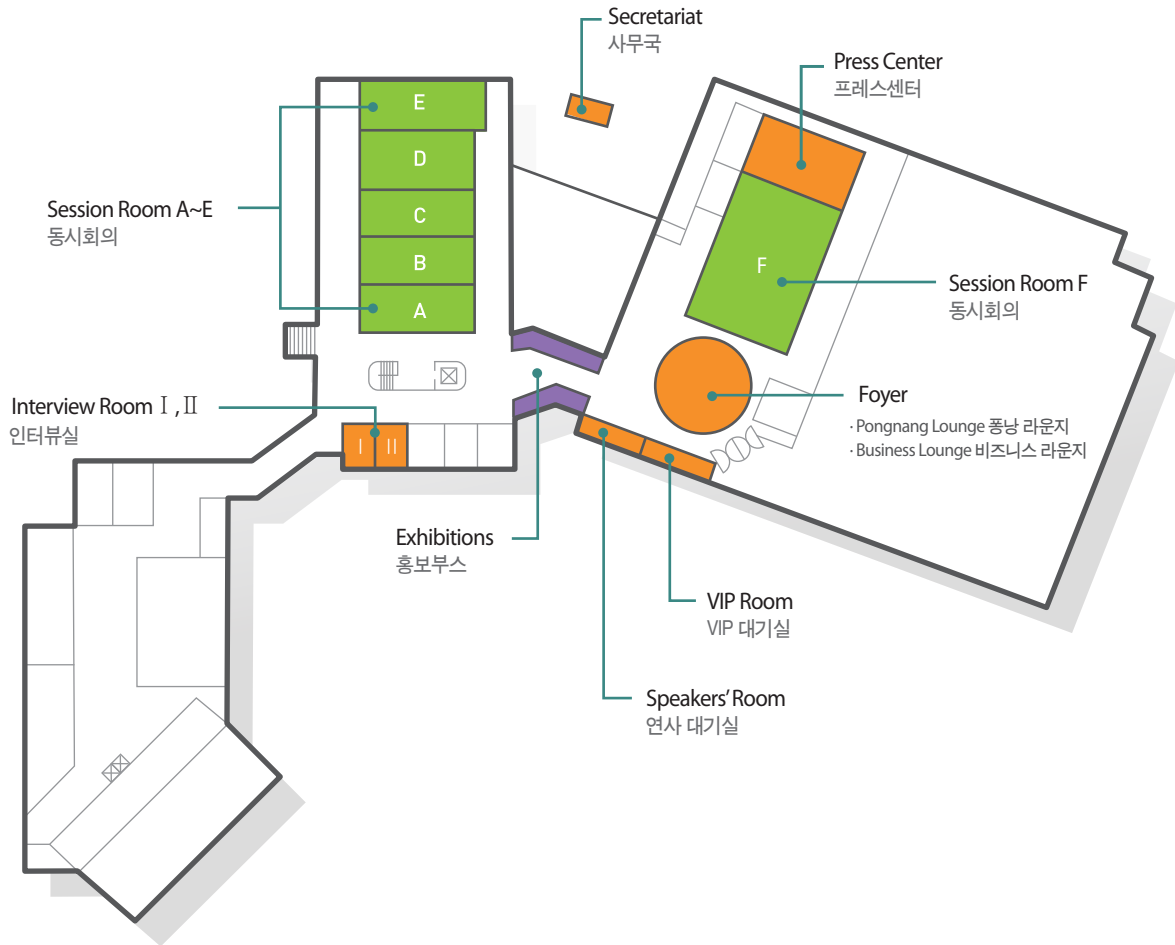 Secretariat
사무국
Press Center
프레스센터
E
D
Session Room A~E
동시회의
C
B
A
F
Session Room F
동시회의
Interview Room Ⅰ, Ⅱ
인터뷰실
I
II
Foyer
· Pongnang Lounge 퐁낭 라운지
· Business Lounge 비즈니스 라운지
Exhibitions
홍보부스
VIP Room
VIP 대기실
Speakers' Room
연사 대기실